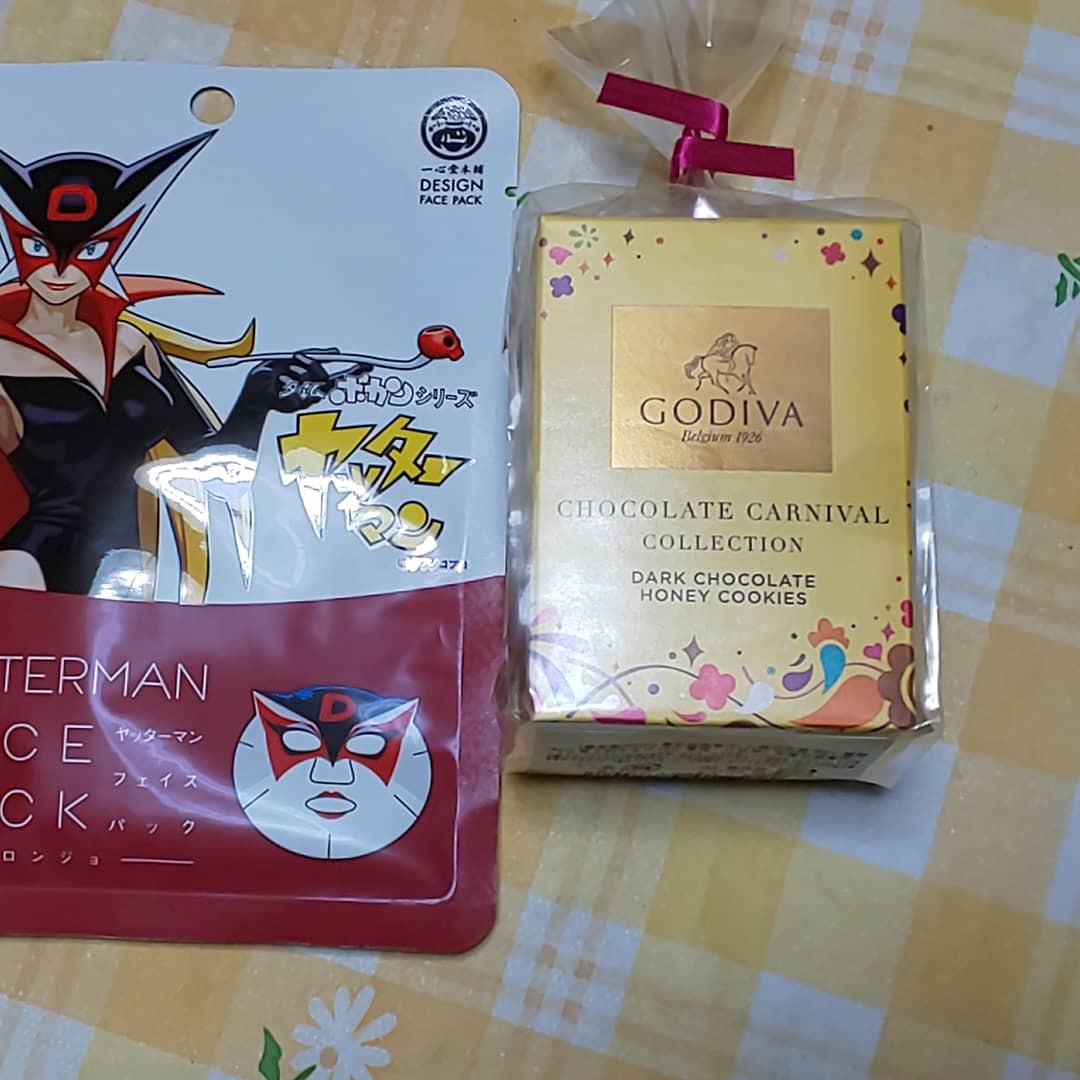 D
一心堂本舗
DESIGN
FACE PACK
タイムボカンシリーズ
ヤッター
マン
TERMAN
CE
ヤッターマン
フェイス
CK
パック
ロンジョ
D
GODIVA
Belgium 1926
CHOCOLATE CARNIVAL
COLLECTION
DARK CHOCOLATE
HONEY COOKIES